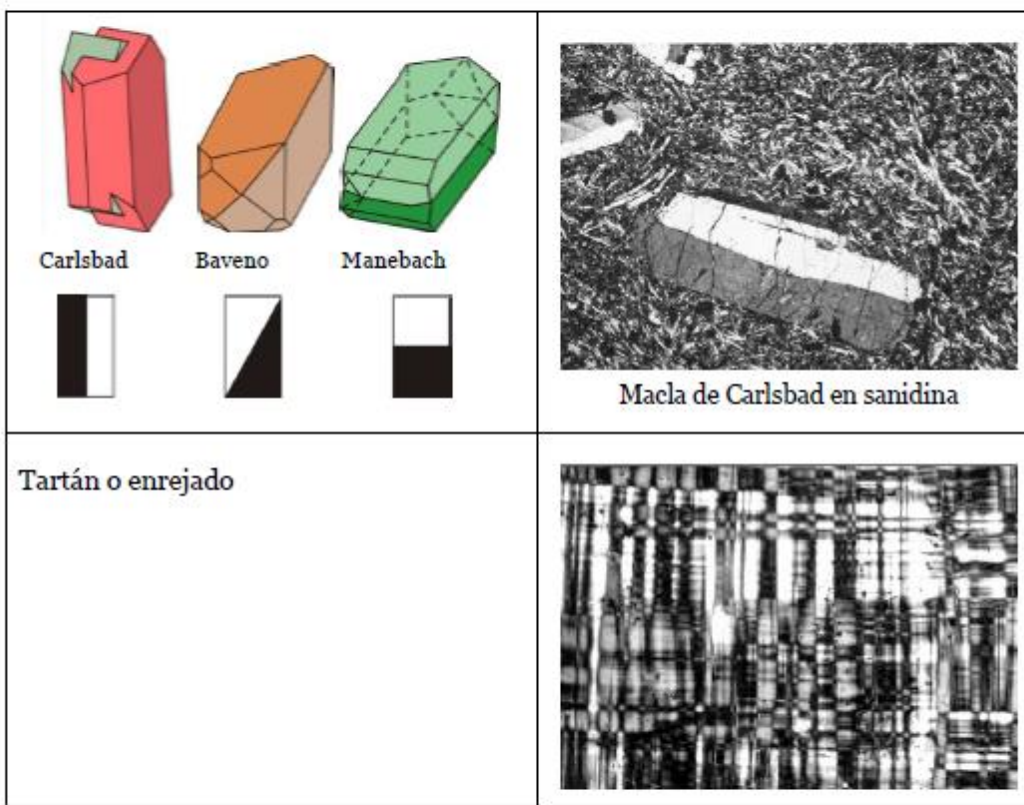 Carlsbad Baveno Manebach
Macla de Carlsbad en sanidina
Tartán o enrejado